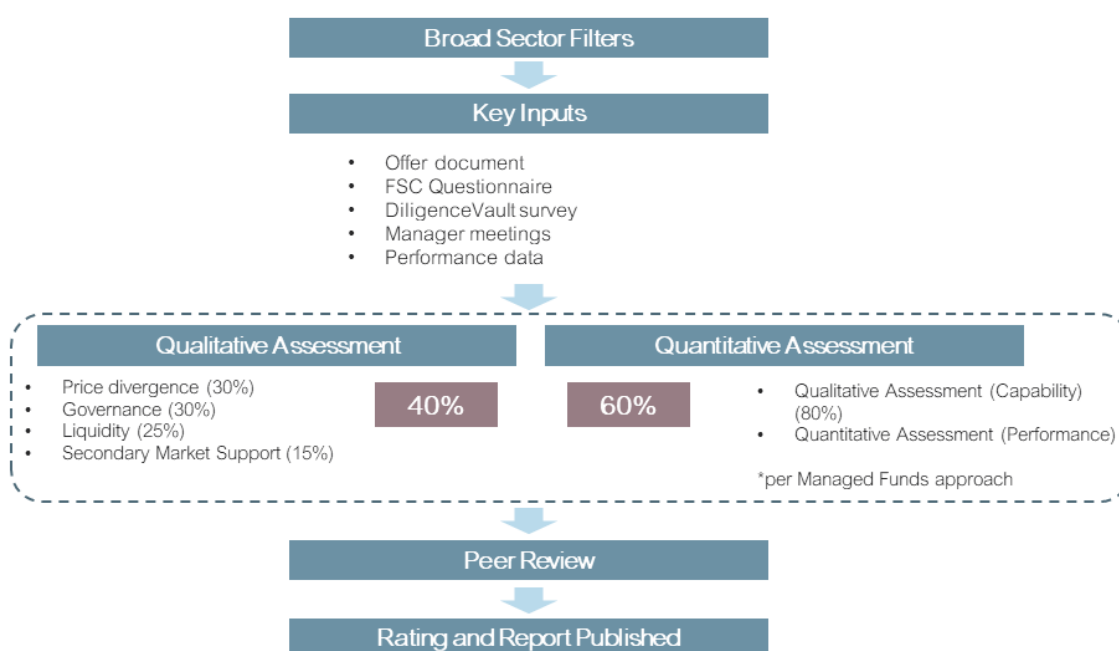 Broad Sector Filters
Key Inputs
• Offer document
• FSC Questionnaire
• DiligenceVault survey
• Manager meetings
• Performance data
Qualitative Assessment
• Price divergence (30%)
• Governance (30%)
• Liquidity (25%)
• Secondary Market Support (15%)
40%
Quantitative Assessment
60%
• Qualitative Assessment (Capability)
(80%)
• Quantitative Assessment (Performance)
*per Managed Funds approach
Peer Review
Rating and Report Published